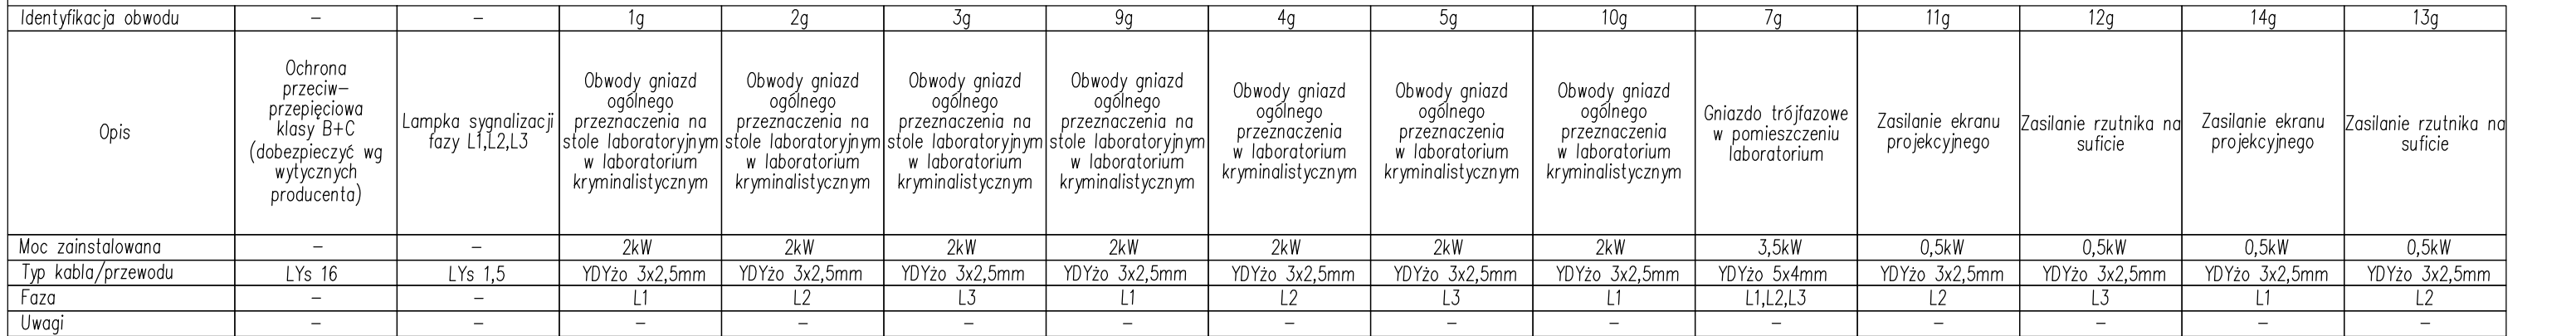 Identyfikacja obwodu – – 1g 2g 3g 9g 4g 5g 10g 7g 11g 12g 14g 13g
Opis
Ochrona
przeciw–
przepięciowa
klasy B+C
(dobezpieczyć wg
wytycznych
producenta)
Lampka sygnalizacji
fazy L1,L2,L3
Obwody gniazd
ogólnego
przeznaczenia na
stole laboratoryjnym
w laboratorium
kryminalistycznym
Obwody gniazd
ogólnego
przeznaczenia na
stole laboratoryjnym
w laboratorium
kryminalistycznym
Obwody gniazd
ogólnego
przeznaczenia na
stole laboratoryjnym
w laboratorium
kryminalistycznym
Obwody gniazd
ogólnego
przeznaczenia na
stole laboratoryjnym
w laboratorium
kryminalistycznym
Obwody gniazd
ogólnego
przeznaczenia
w laboratorium
kryminalistycznym
Obwody gniazd
ogólnego
przeznaczenia
w laboratorium
kryminalistycznym
Obwody gniazd
ogólnego
przeznaczenia
w laboratorium
kryminalistycznym
Gniazdo trójfazowe
w pomieszczeniu
laboratorium
Zasilanie ekranu
projekcyjnego
Zasilanie rzutnika na
suficie
Zasilanie ekranu
projekcyjnego
Zasilanie rzutnika na
suficie
Moc zainstalowana – – 2kW 2kW 2kW 2kW 2kW 2kW 2kW 3,5kW 0,5kW 0,5kW 0,5kW 0,5kW
Typ kabla/przewodu LYs 16 LYs 1,5 YDYżo 3x2,5mm YDYżo 3x2,5mm YDYżo 3x2,5mm YDYżo 3x2,5mm YDYżo 3x2,5mm YDYżo 3x2,5mm YDYżo 3x2,5mm YDYżo 5x4mm YDYżo 3x2,5mm YDYżo 3x2,5mm YDYżo 3x2,5mm YDYżo 3x2,5mm
Faza – – L1 L2 L3 L1 L2 L3 L1 L1,L2,L3 L2 L3 L1 L2
Uwagi – – – – – – – – – – – – – –